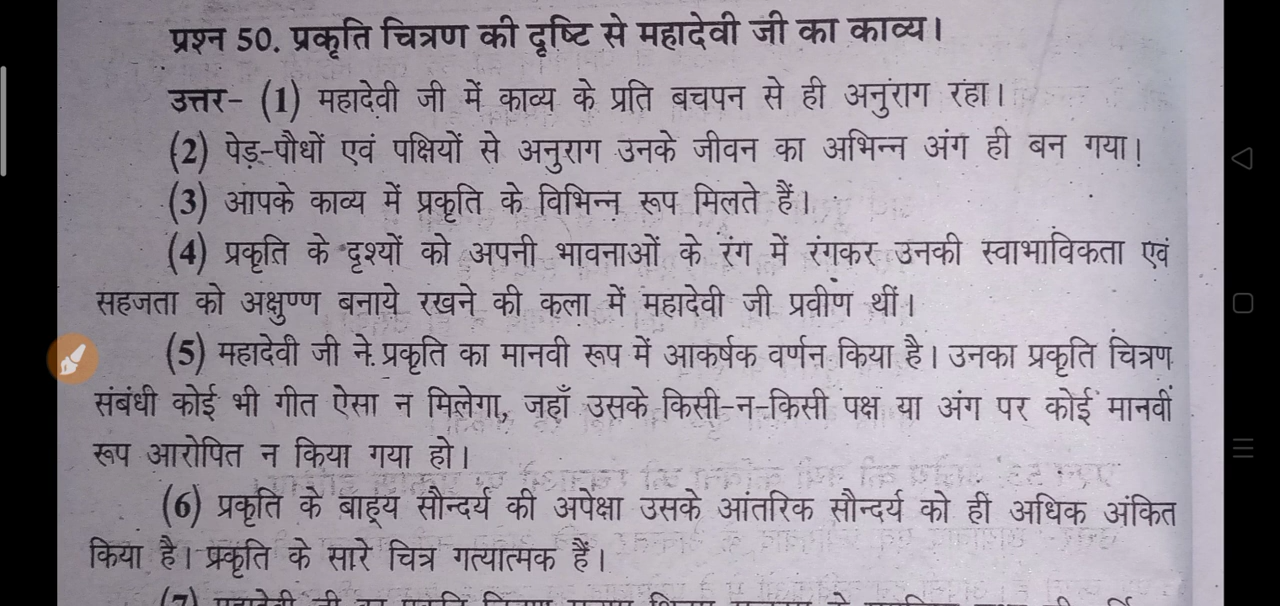 प्रश्न 50. प्रकृति चित्रण की दृष्टि से महादेवी जी का काव्य।
उत्तर- (1) महादेवी जी में काव्य के प्रति बचपन से ही अनुराग रहा।
(2) पेड़-पौधों एवं पक्षियों से अनुराग उनके जीवन का अभिन्न अंग ही बन गया।
(3) आपके काव्य में प्रकृति के विभिन्न रूप मिलते हैं।
(4) प्रकृति के दृश्यों को अपनी भावनाओं के रंग में रंगकर उनकी स्वाभाविकता एवं
सहजता को अक्षुण्ण बनाये रखने की कला में महादेवी जी प्रवीण थीं।
(5) महादेवी जी ने प्रकृति का मानवी रूप में आकर्षक वर्णन किया है। उनका प्रकृति चित्रण
संबंधी कोई भी गीत ऐसा न मिलेगा, जहाँ उसके किसी-न-किसी पक्ष या अंग पर कोई मानवी
रूप आरोपित न किया गया हो।
(6) प्रकृति के बाह्य सौन्दर्य की अपेक्षा उसके आंतरिक सौन्दर्य को ही अधिक अंकित
किया है। प्रकृति के सारे चित्र गत्यात्मक हैं।
(7)